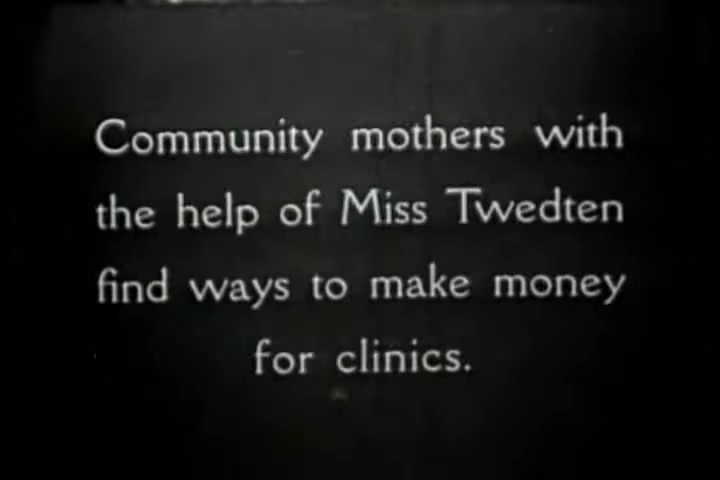 Community mothers with
the help of Miss Twedten
find ways to make money
for clinics.